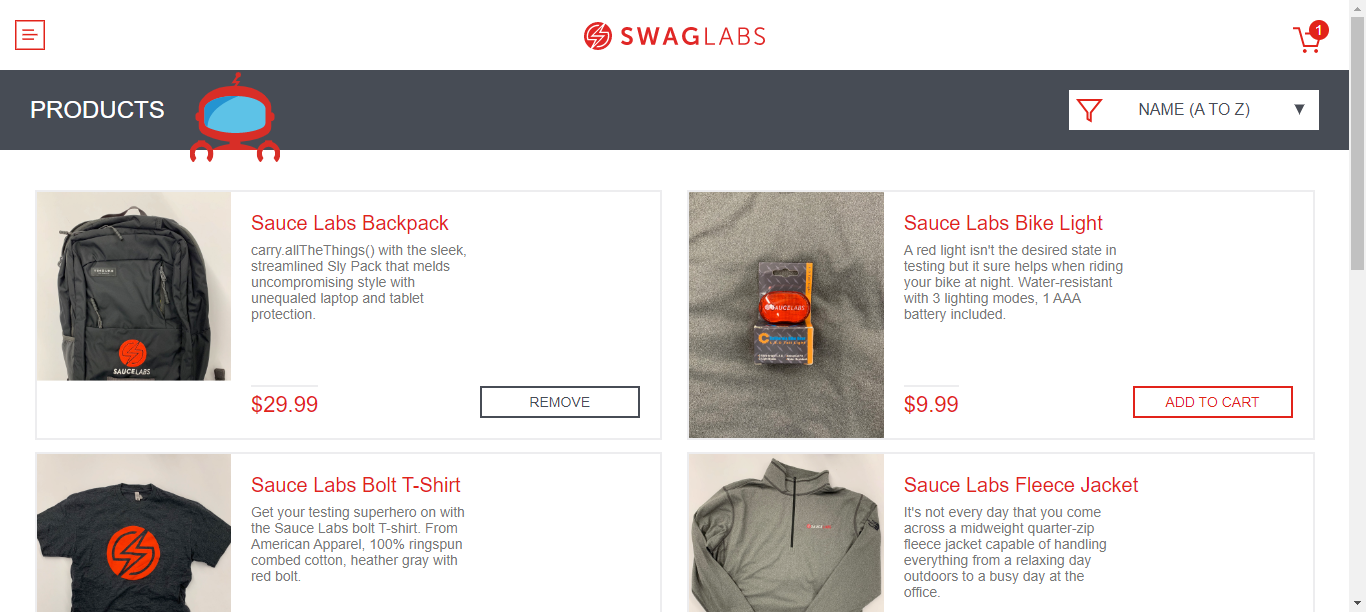 SWAGLABS
1
PRODUCTS
NAME (A TO Z)
Sauce Labs Backpack
carry.allTheThings() with the sleek,
streamlined Sly Pack that melds
uncompromising style with
unequaled laptop and tablet
protection.
$29.99
REMOVE
SAUCELABS
Sauce Labs Bike Light
A red light isn't the desired state in
testing but it sure helps when riding
your bike at night. Water-resistant
with 3 lighting modes, 1 AAA
battery included.
$9.99
ADD TO CART
SAUCELABS
Sauce Labs Bolt T-Shirt
Get your testing superhero on with
the Sauce Labs bolt T-shirt. From
American Apparel, 100% ringspun
combed cotton, heather gray with
red bolt.
Sauce Labs Fleece Jacket
It's not every day that you come
across a midweight quarter-zip
fleece jacket capable of handling
everything from a relaxing day
outdoors to a busy day at the
office.